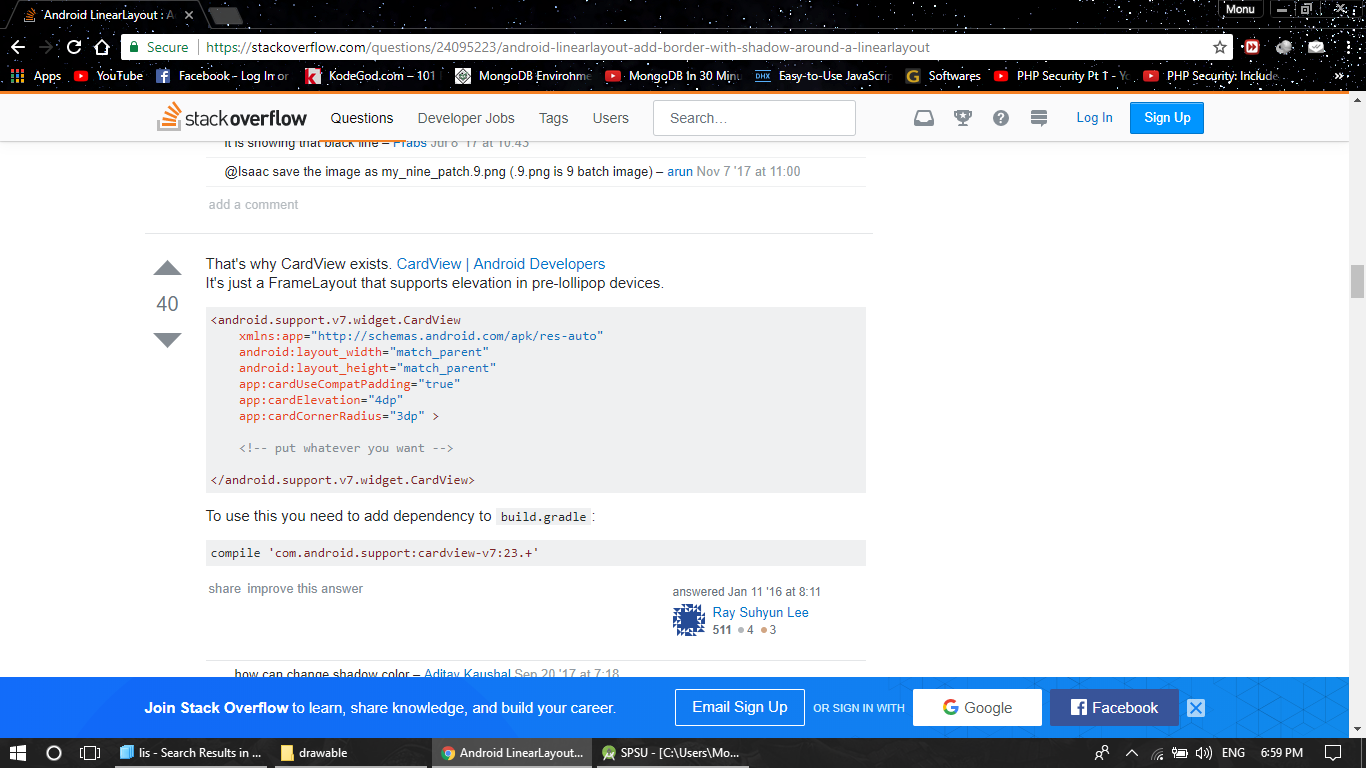 Android LinearLayout : A
Monu
Secure
https://stackoverflow.com/questions/24095223/android-linearlayout-add-border-with-shadow-around-a-linearlayout
Apps
YouTube
Facebook - Log In or
KodeGod.com – 101
MongoDB Environme
MongoDB In 30 Minu
DHX
Easy-to-Use JavaScrip
Softwares
PHP Security Pt 1 - Yo
PHP Security: Include
»
stackoverflow
Questions
Developer Jobs
Tags
Users
Search...
Log In
Sign Up
it is showing that black line – Prabs Jul 8 '17 at 10:43
@Isaac save the image as my_nine_patch.9.png (.9.png is 9 batch image) – arun Nov 7 '17 at 11:00
add a comment
40
That's why CardView exists. CardView | Android Developers
It's just a FrameLayout that supports elevation in pre-lollipop devices.
<android.support.v7.widget.CardView
xmlns:app="http://schemas.android.com/apk/res-auto"
android:layout_width="match_parent"
android:layout_height="match_parent"
app:cardUseCompatPadding="true"
app:cardElevation="4dp"
app:cardCornerRadius="3dp" >
<!-- put whatever you want -->
</android.support.v7.widget.CardView>
To use this you need to add dependency to build.gradle:
compile 'com.android.support:cardview-v7:23.+'
share improve this answer
answered Jan 11 '16 at 8:11
Ray Suhyun Lee
511 ●4 ●3
how can change shadow color – Aditay Kaushal Sep 20 '17 at 7:18
Join Stack Overflow to learn, share knowledge, and build your career.
Email Sign Up
OR SIGN IN WITH
Google
Facebook
lis - Search Results in ...
drawable
Android LinearLayout...
SPSU - [C:\Users\Mo...
ENG
6:59 PM